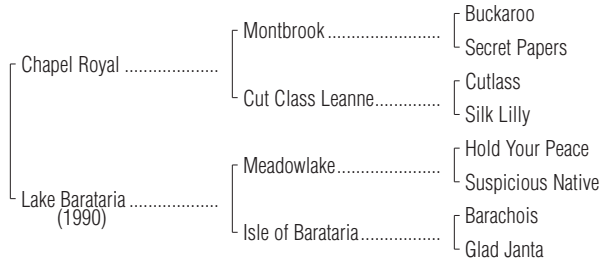 Buckaroo
Montbrook ........................
Secret Papers
Chapel Royal ....................
Cutlass
Cut Class Leanne..............
Silk Lilly
Hold Your Peace
Meadowlake......................
Suspicious Native
Lake Barataria ...................
(1990)
Barachois
Isle of Barataria.................
Glad Janta